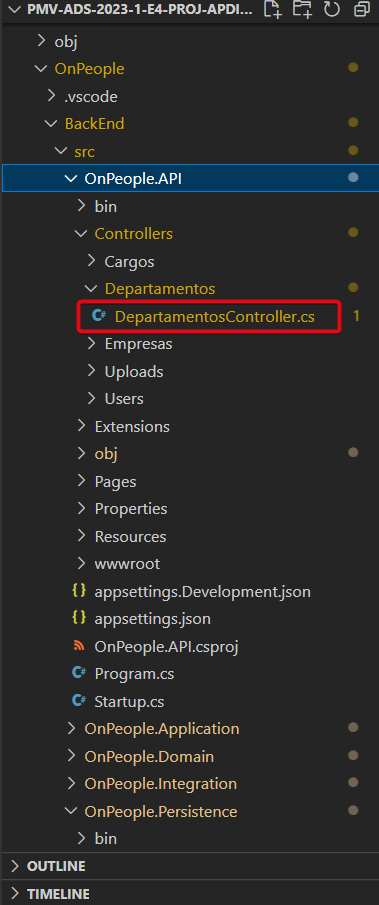 PMV-ADS-2023-1-E4-PROJ-APDI...
obj
OnPeople
.vscode
BackEnd
src
OnPeople.API
bin
Controllers
Cargos
Departamentos
C# DepartamentosController.cs 1
Empresas
Uploads
Users
Extensions
obj
Pages
Properties
Resources
wwwroot
{} appsettings.Development.json
{} appsettings.json
OnPeople.API.csproj
C# Program.cs
C# Startup.cs
OnPeople.Application
OnPeople.Domain
OnPeople.Integration
OnPeople.Persistence
bin
OUTLINE
TIMELINE